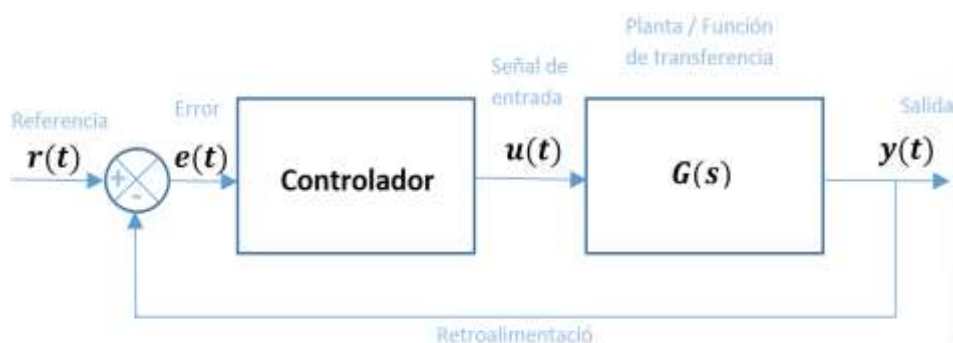 Planta / Función
de transferencia
Señal de
entrada
Error
Salida
Referencia
r(t)
e(t)
u(t)
y(t)
+
-
Controlador
G(s)
Retroalimentació